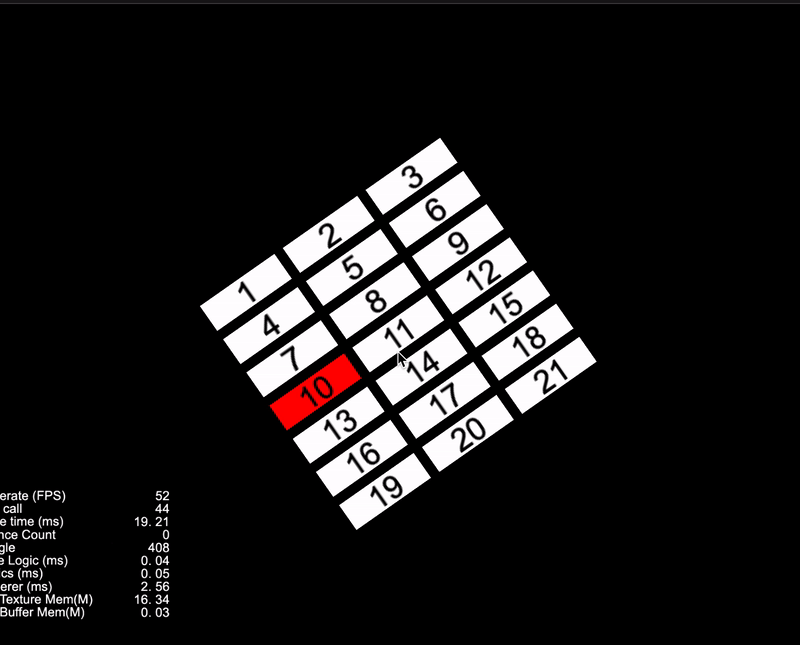 1 2 3
4 5 6
7 8 9
10 11 12
13 14 15
16 17 18
19 20 21
erate (FPS) 52
call 44
e time (ms) 19. 21
nce Count 0
gle 408
e Logic (ms) 0. 04
cs (ms) 0. 05
erer (ms) 2. 56
Texture Mem(M) 16. 34
Buffer Mem(M) 0. 03